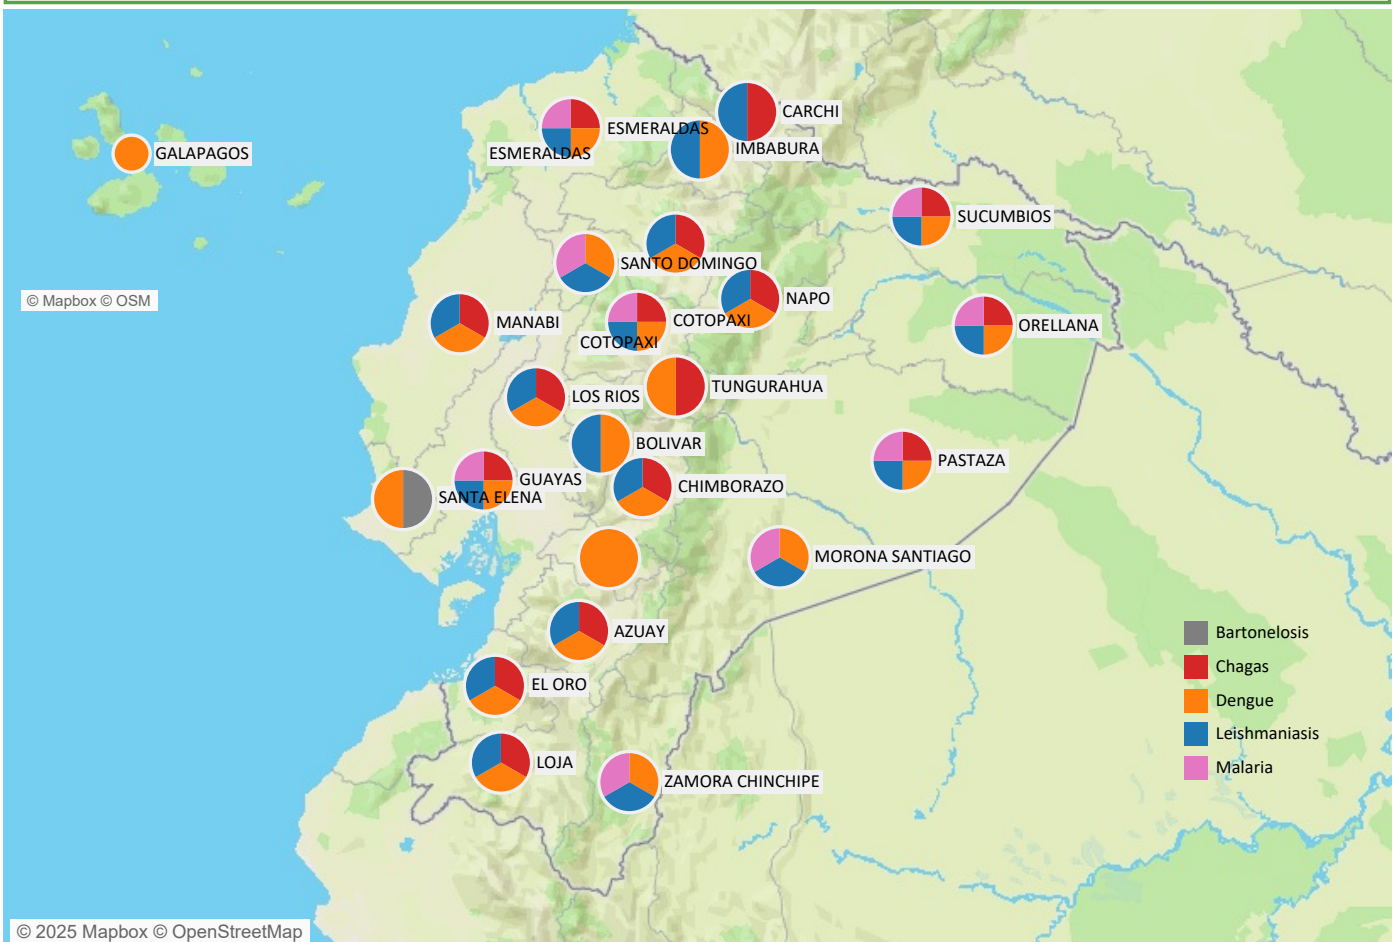 CARCHI
ESMERALDAS
IMBABURA
ESMERALDAS
GALAPAGOS
SUCUMBIOS
SANTO DOMINGO
NAPO
© Mapbox © OSM
MANABI
COTOPAXI
ORELLANA
COTOPAXI
TUNGURAHUA
LOS RIOS
BOLIVAR
PASTAZA
GUAYAS
CHIMBORAZO
SANTA ELENA
MORONA SANTIAGO
AZUAY
EL ORO
LOJA
ZAMORA CHINCHIPE
Bartonelosis
Chagas
Dengue
Leishmaniasis
Malaria
© 2025 Mapbox © OpenStreetMap